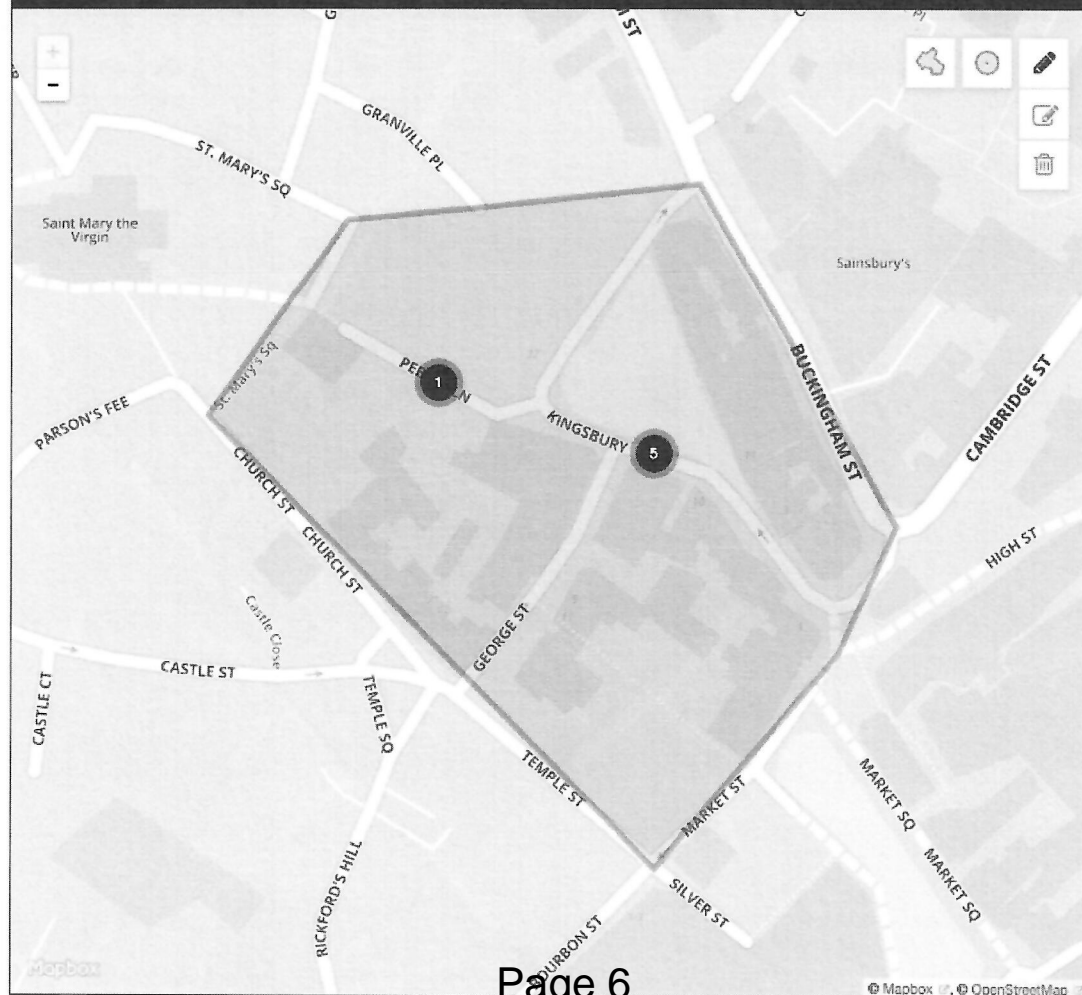 M ST
GRANVILLE PL
ST. MARY'S SQ
Saint Mary the
Virgin
Sainsbury's
1
BUCKINGHAM ST
CAMBRIDGE ST
St. Mary's Sq
PARSON'S FEE
KINGSBURY
5
CHURCH ST
CHURCH ST
HIGH ST
Castle Close
GEORGE ST
CASTLE ST
CASTLE CT
TEMPLE SQ
TEMPLE ST
MARKET ST
MARKET SQ
MARKET SQ
RICKFORD'S HILL
SILVER ST
Mapbox
Page 6
© Mapbox, © OpenStreetMap